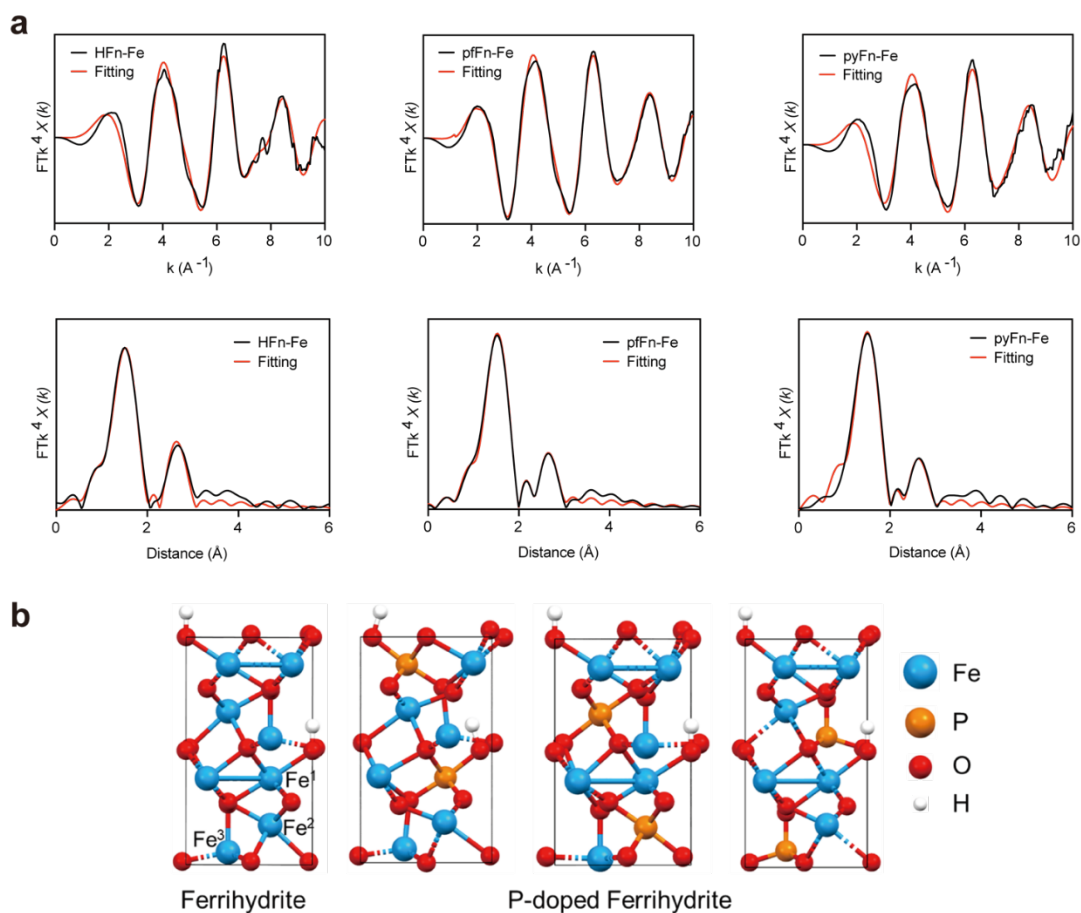 a
HFn-Fe
Fitting
FTk ⁴ X (k)
0 2 4 6 8 10
k (A ⁻¹)
pfFn-Fe
Fitting
FTk ⁴ X (k)
0 2 4 6 8 10
k (A ⁻¹)
pyFn-Fe
Fitting
FTk ⁴ X (k)
0 2 4 6 8 10
k (A ⁻¹)
HFn-Fe
Fitting
FTk ⁴ X (k)
0 2 4 6
Distance (Å)
pfFn-Fe
Fitting
FTk ⁴ X (k)
0 2 4 6
Distance (Å)
pyFn-Fe
Fitting
FTk ⁴ X (k)
0 2 4 6
Distance (Å)
b
Fe¹
Fe²
Fe³
Fe
P
O
H
Ferrihydrite
P-doped Ferrihydrite